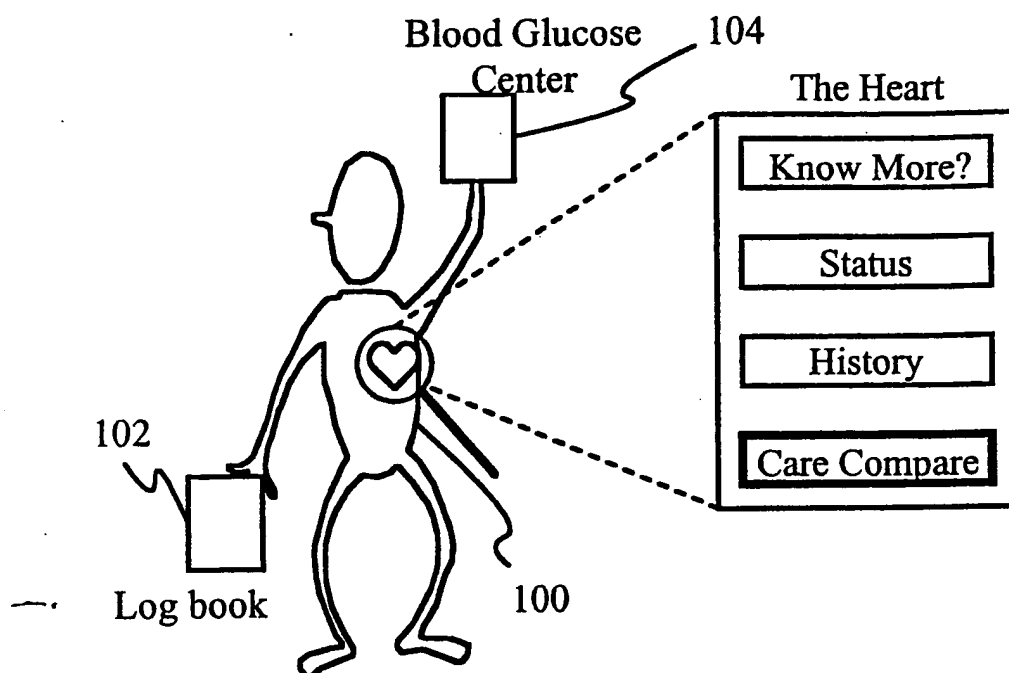 Blood Glucose
Center
104
The Heart
Know More?
Status
History
Care Compare
102
Log book
100